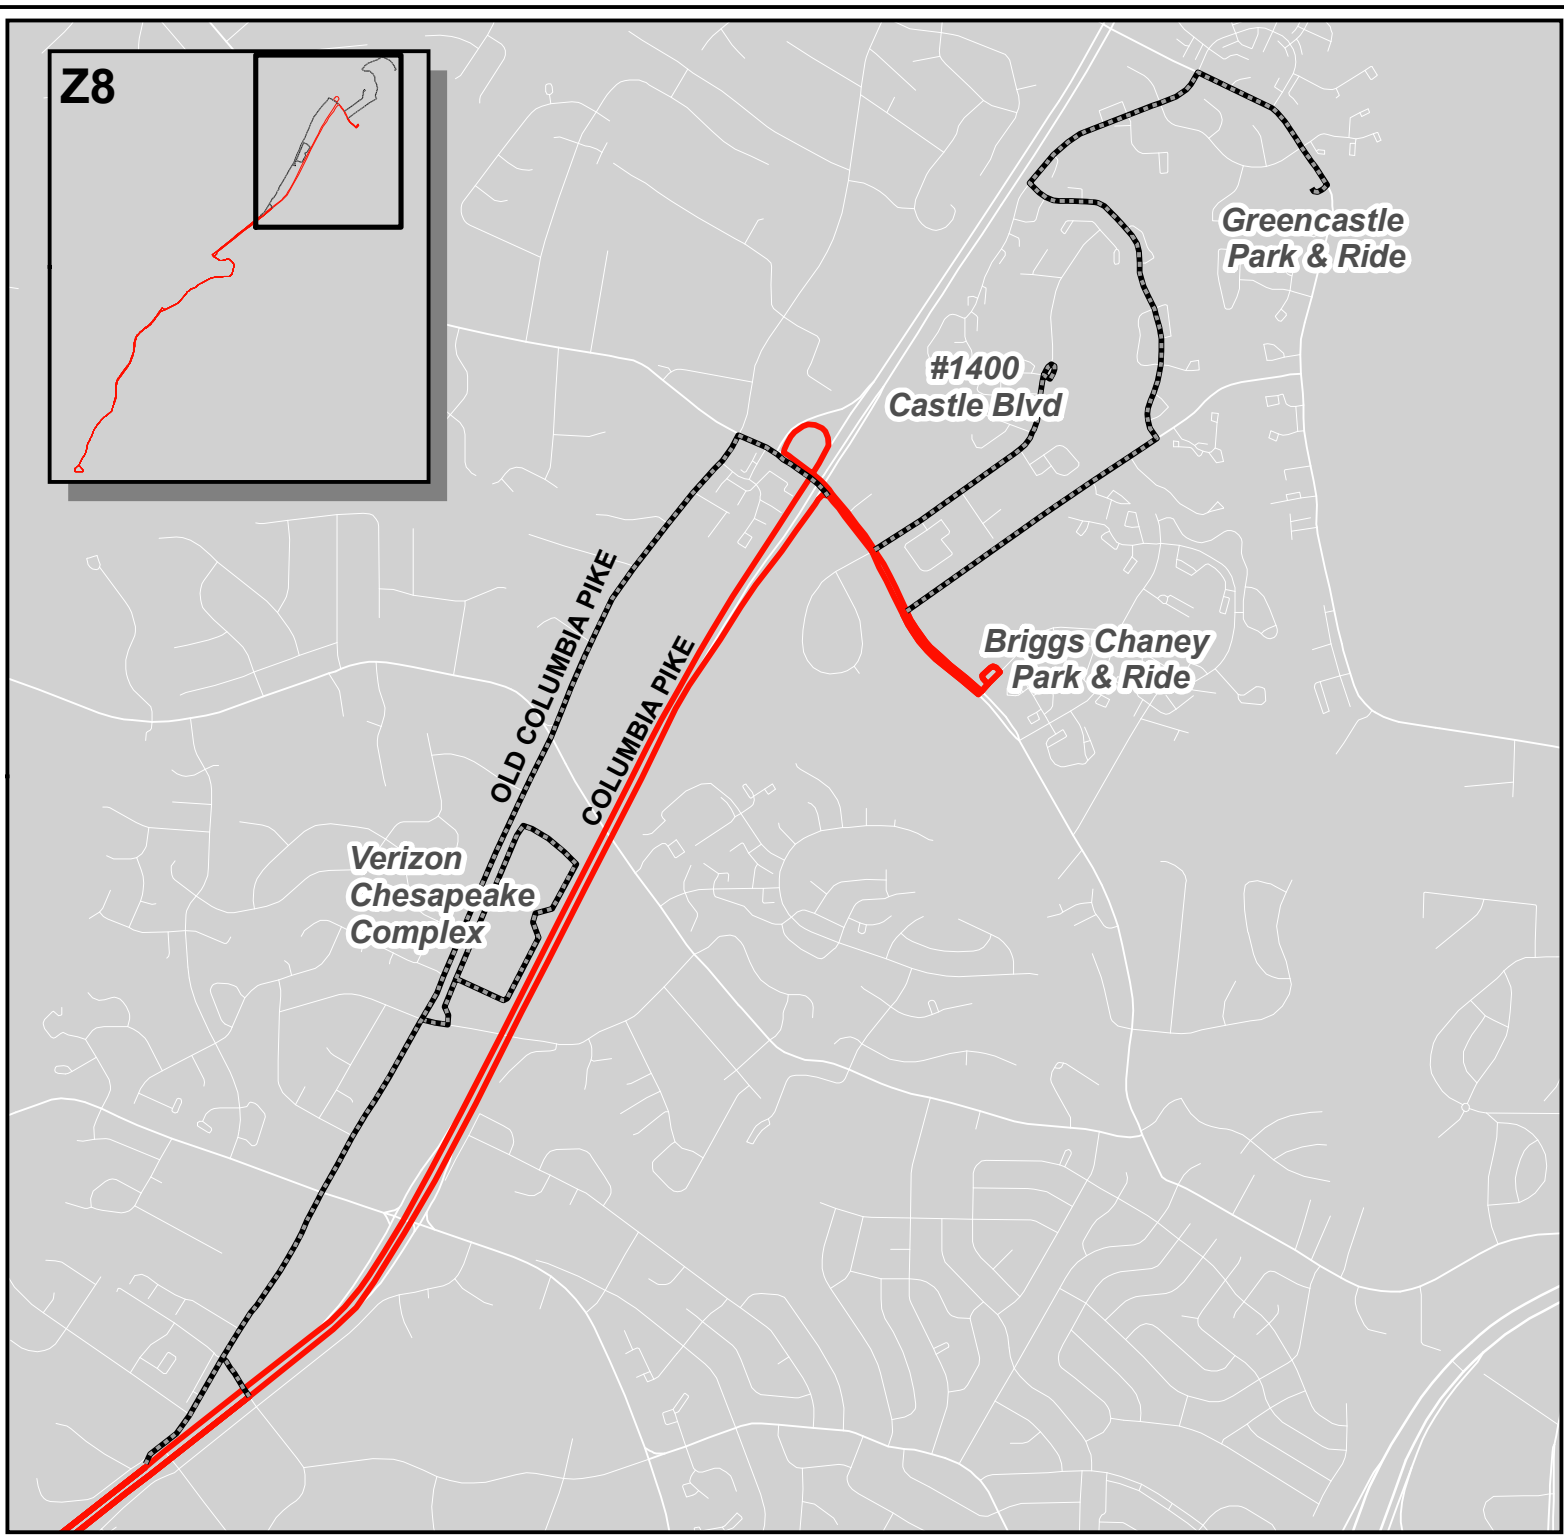 Z8
Greencastle
Park & Ride
#1400
Castle Blvd
OLD COLUMBIA PIKE
COLUMBIA PIKE
Briggs Chaney
Park & Ride
Verizon
Chesapeake
Complex